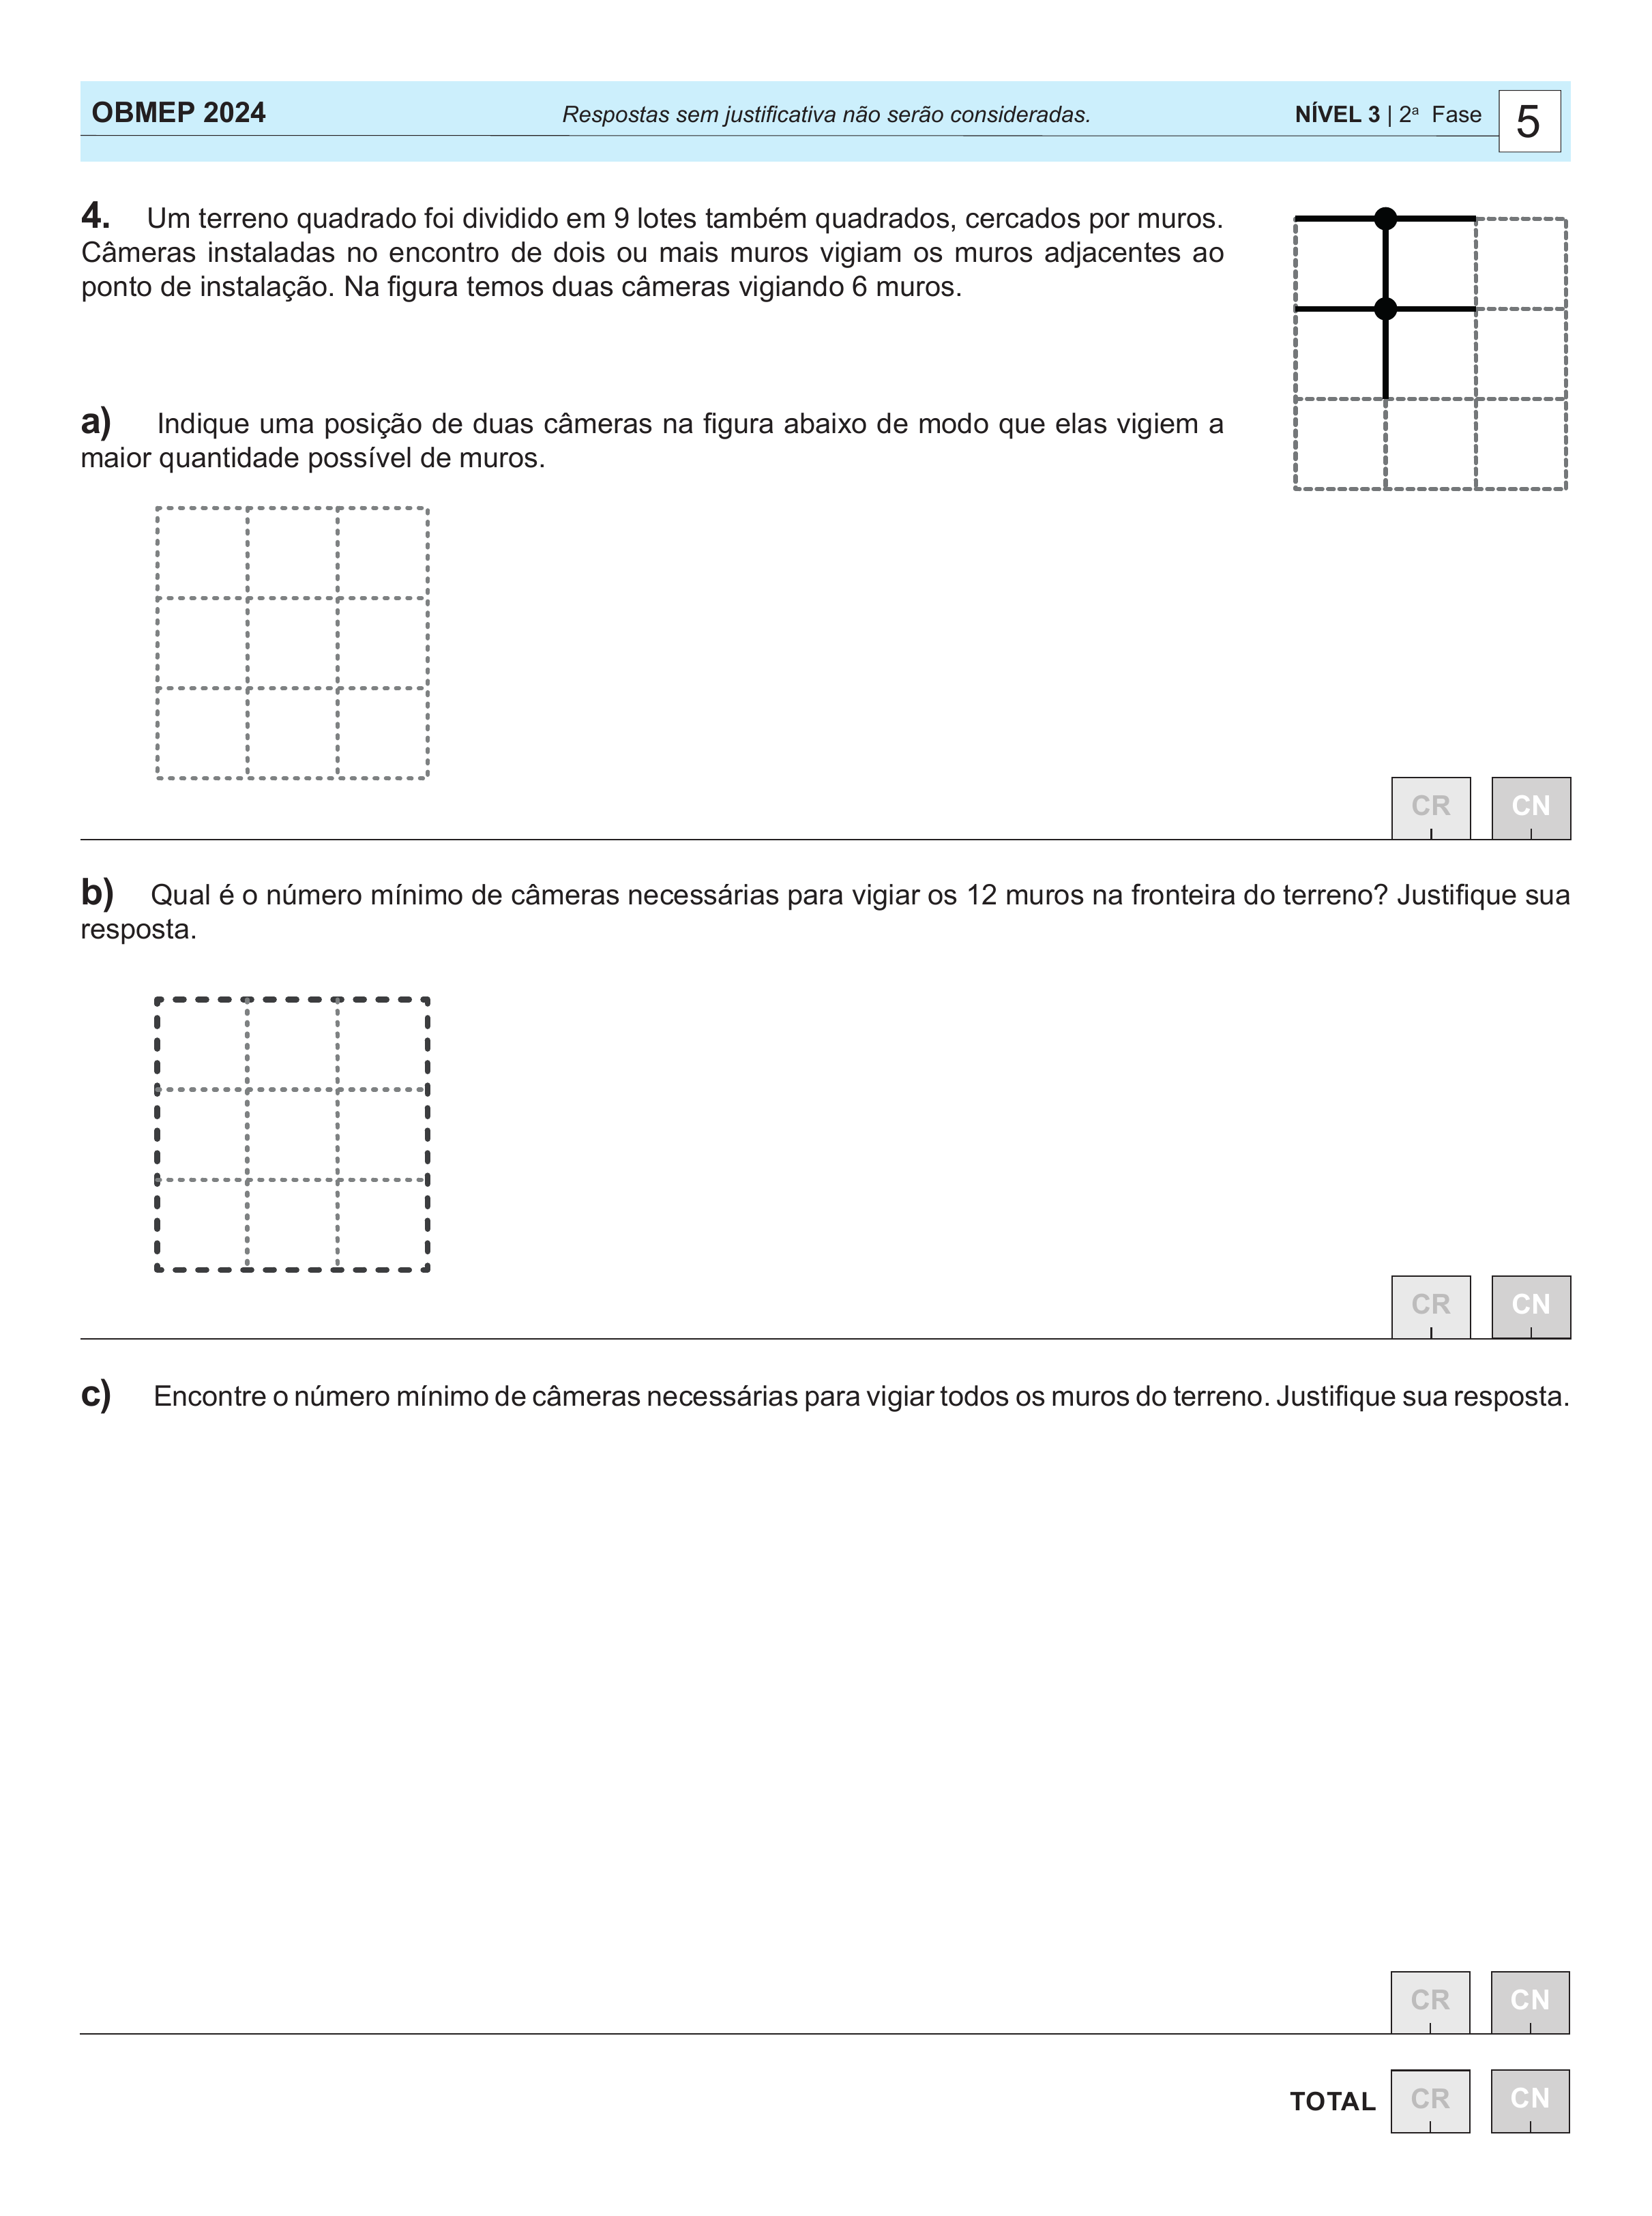 OBMEP 2024 Respostas sem justificativa não serão consideradas. NÍVEL 3 | 2ª Fase 5
4. Um terreno quadrado foi dividido em 9 lotes também quadrados, cercados por muros.
Câmeras instaladas no encontro de dois ou mais muros vigiam os muros adjacentes ao
ponto de instalação. Na figura temos duas câmeras vigiando 6 muros.
a) Indique uma posição de duas câmeras na figura abaixo de modo que elas vigiem a
maior quantidade possível de muros.
CR CN
b) Qual é o número mínimo de câmeras necessárias para vigiar os 12 muros na fronteira do terreno? Justifique sua
resposta.
CR CN
c) Encontre o número mínimo de câmeras necessárias para vigiar todos os muros do terreno. Justifique sua resposta.
CR CN
TOTAL CR CN